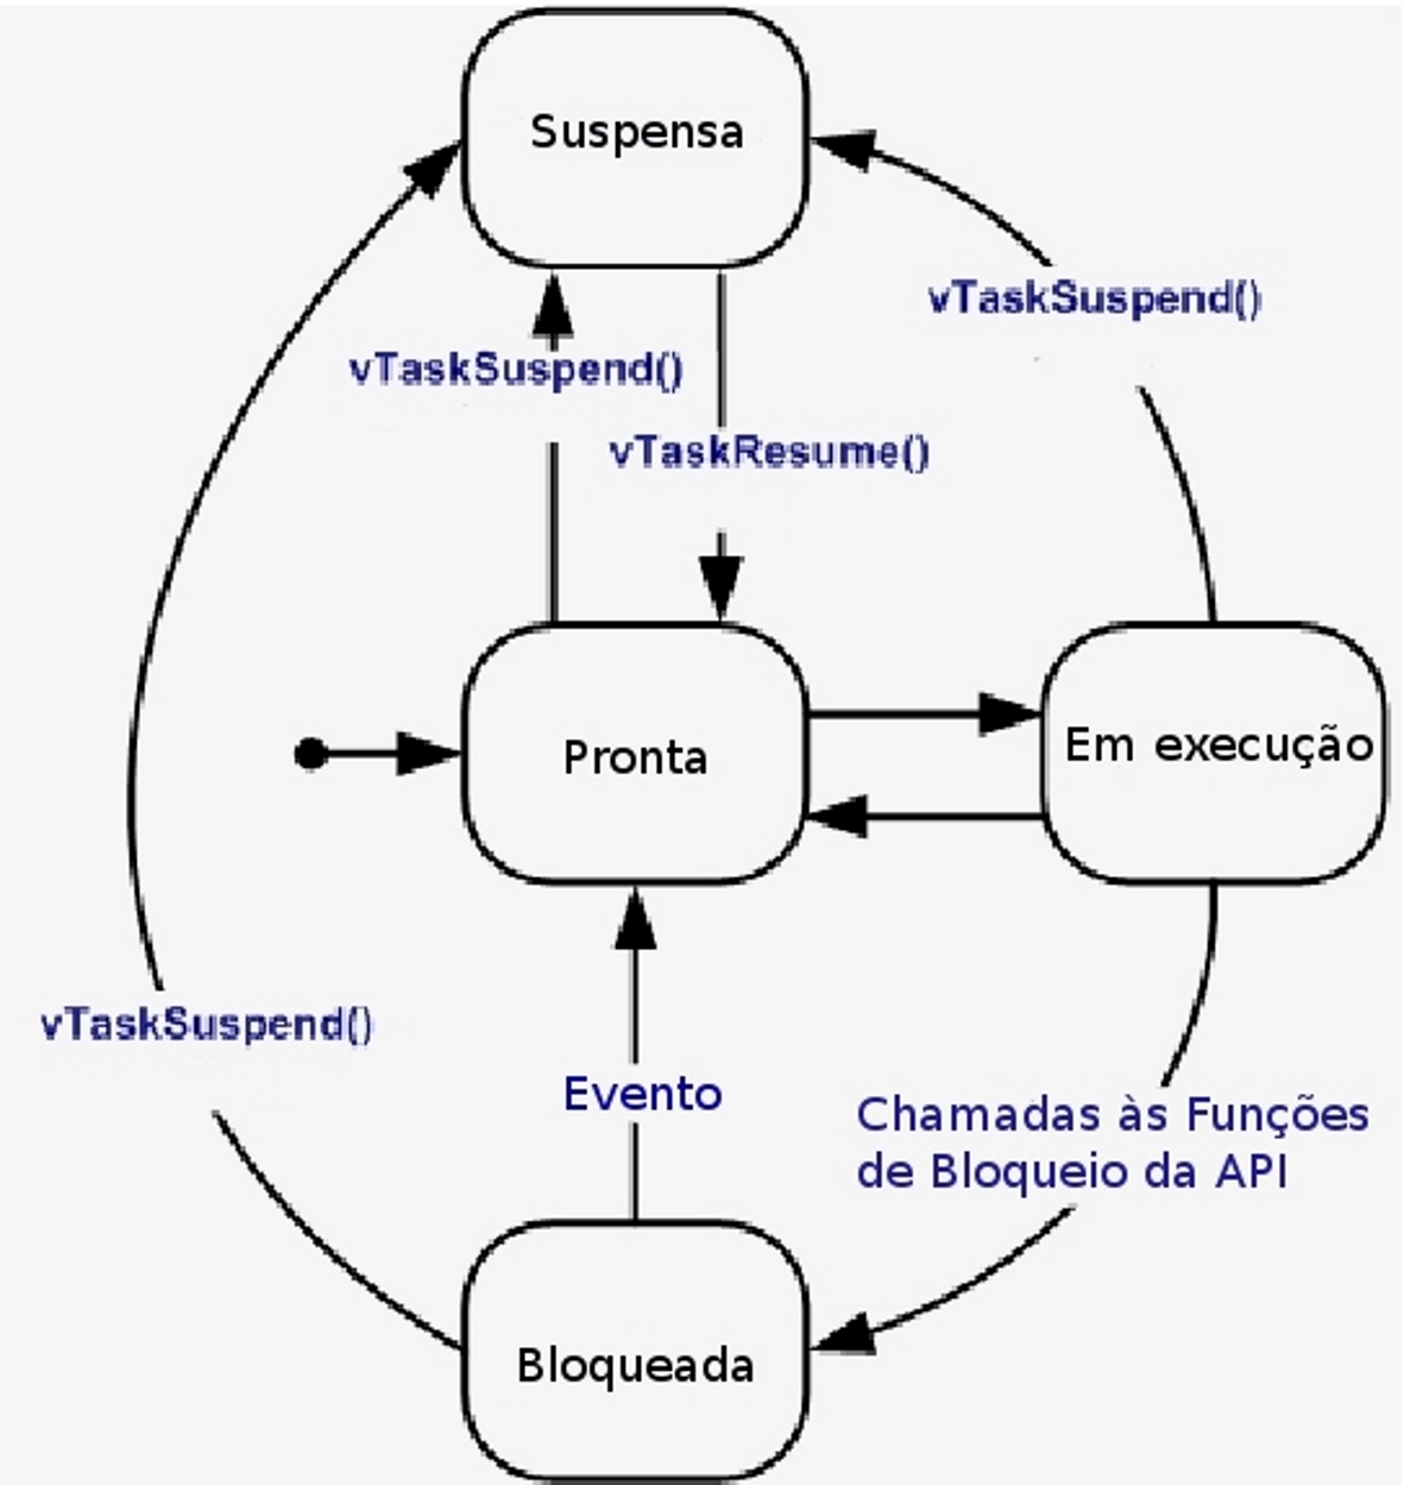 Suspensa
vTaskSuspend()
vTaskSuspend()
vTaskResume()
Pronta
Em execução
vTaskSuspend()
Evento
Chamadas às Funções
de Bloqueio da API
Bloqueada